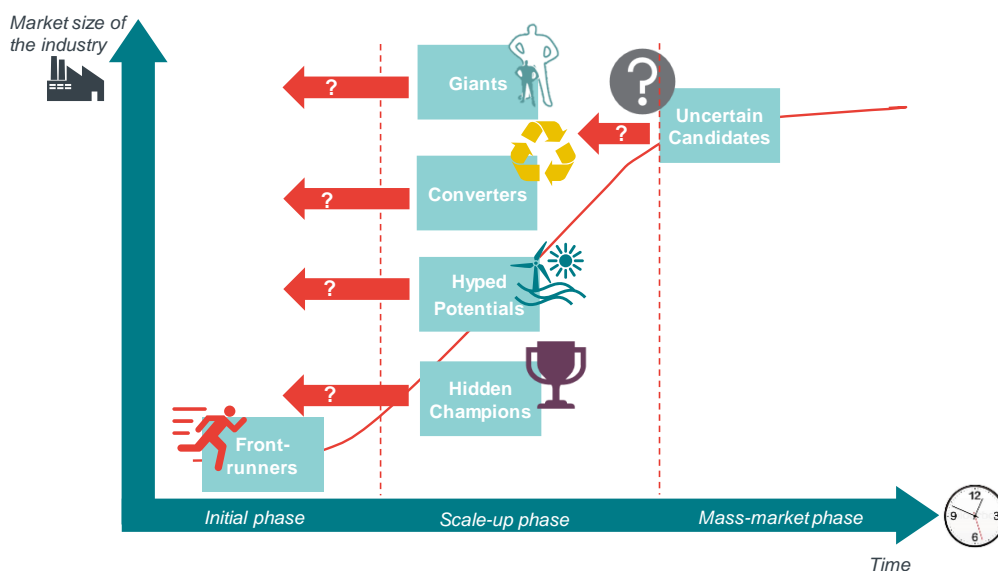 Market size of
the industry
?
Giants
?
?
Uncertain
Candidates
?
Converters
?
Hyped
Potentials
?
Hidden
Champions
Front-
runners
Initial phase
Scale-up phase
Mass-market phase
12
9
3
6
Time